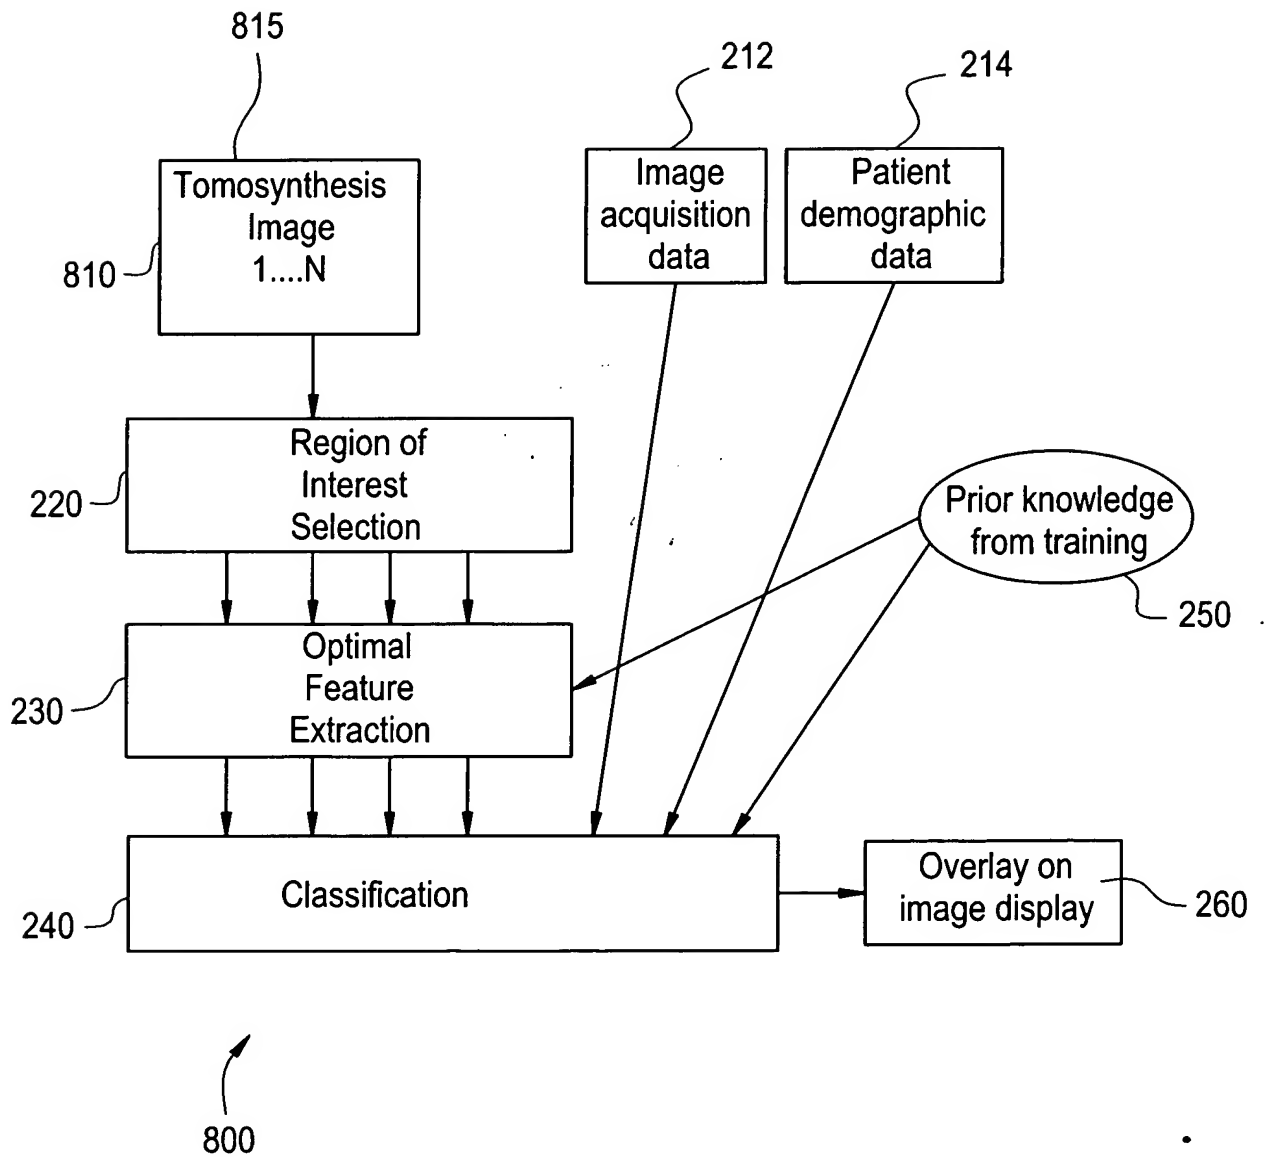 815
212
214
Tomosynthesis
Image
1....N
810
Image
acquisition
data
Patient
demographic
data
Region of
Interest
Selection
220
Prior knowledge
from training
250
Optimal
Feature
Extraction
230
Classification
240
Overlay on
image display
260
800